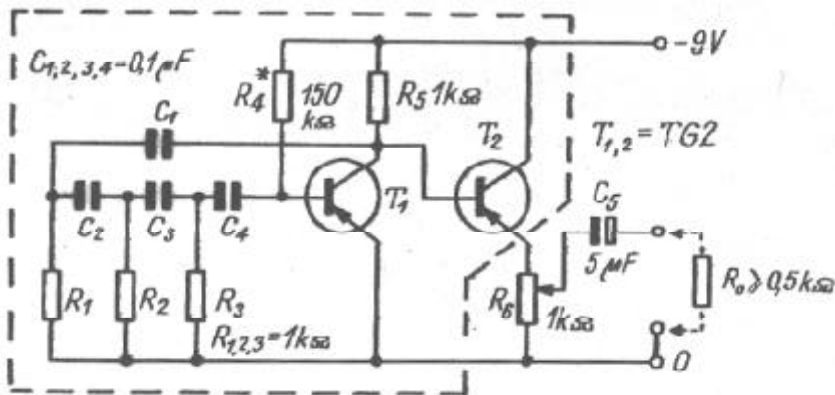 C1,2,3,4-0,1μF
-9V
R4*
150
kΩ
R5 1kΩ
C1
T2
T1,2 = TG2
T1
C2
C3
C4
C5
5μF
R1
R2
R3
R1,2,3=1kΩ
R6
1kΩ
R0⩾0,5kΩ
0